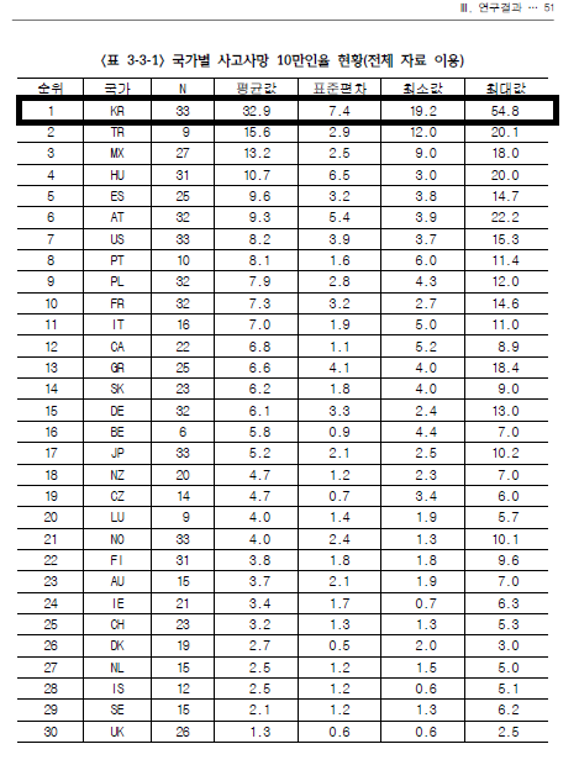 Ⅲ. 연구결과 … 51
〈표 3-3-1〉 국가별 사고사망 10만인율 현황(전체 자료 이용)
순위 국가 N 평균값 표준편차 최소값 최대값
1 KR 33 32.9 7.4 19.2 54.8
2 TR 9 15.6 2.9 12.0 20.1
3 MX 27 13.2 2.5 9.0 18.0
4 HU 31 10.7 6.5 3.0 20.0
5 ES 25 9.6 3.2 3.8 14.7
6 AT 32 9.3 5.4 3.9 22.2
7 US 33 8.2 3.9 3.7 15.3
8 PT 10 8.1 1.6 6.0 11.4
9 PL 32 7.9 2.8 4.3 12.0
10 FR 32 7.3 3.2 2.7 14.6
11 IT 16 7.0 1.9 5.0 11.0
12 CA 22 6.8 1.1 5.2 8.9
13 GR 25 6.6 4.1 4.0 18.4
14 SK 23 6.2 1.8 4.0 9.0
15 DE 32 6.1 3.3 2.4 13.0
16 BE 6 5.8 0.9 4.4 7.0
17 JP 33 5.2 2.1 2.5 10.2
18 NZ 20 4.7 1.2 2.3 7.0
19 CZ 14 4.7 0.7 3.4 6.0
20 LU 9 4.0 1.4 1.9 5.7
21 NO 33 4.0 2.4 1.3 10.1
22 FI 31 3.8 1.8 1.8 9.6
23 AU 15 3.7 2.1 1.9 7.0
24 IE 21 3.4 1.7 0.7 6.3
25 CH 23 3.2 1.3 1.3 5.3
26 DK 19 2.7 0.5 2.0 3.0
27 NL 15 2.5 1.2 1.5 5.0
28 IS 12 2.5 1.2 0.6 5.1
29 SE 15 2.1 1.2 1.3 6.2
30 UK 26 1.3 0.6 0.6 2.5